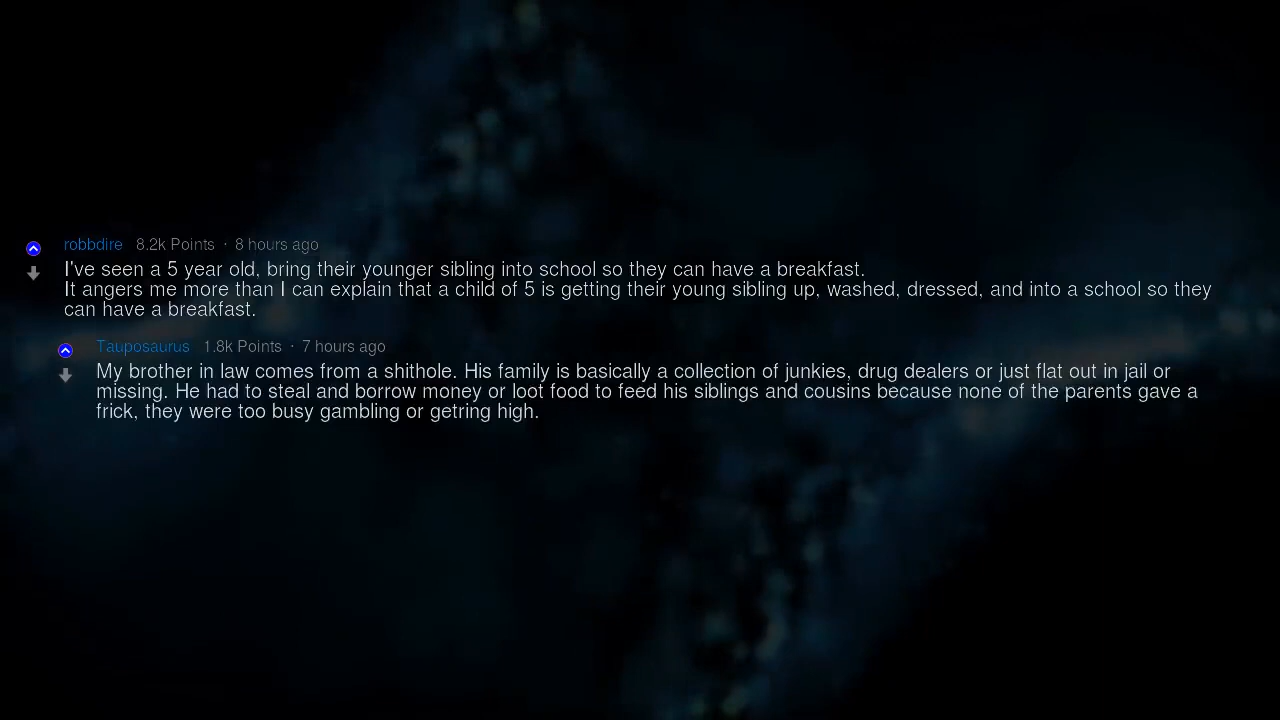 robbdire 8.2k Points · 8 hours ago
I've seen a 5 year old, bring their younger sibling into school so they can have a breakfast.
It angers me more than I can explain that a child of 5 is getting their young sibling up, washed, dressed, and into a school so they
can have a breakfast.
Tauposaurus 1.8k Points · 7 hours ago
My brother in law comes from a shithole. His family is basically a collection of junkies, drug dealers or just flat out in jail or
missing. He had to steal and borrow money or loot food to feed his siblings and cousins because none of the parents gave a
frick, they were too busy gambling or getring high.